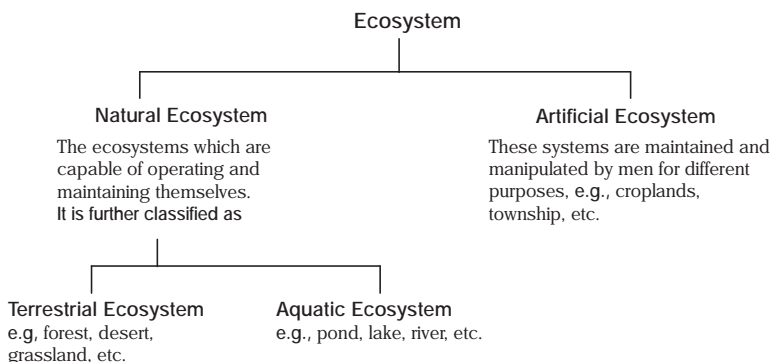 Ecosystem
Natural Ecosystem
The ecosystems which are
capable of operating and
maintaining themselves.
It is further classified as
Artificial Ecosystem
These systems are maintained and
manipulated by men for different
purposes, e.g., croplands,
township, etc.
Terrestrial Ecosystem
e.g, forest, desert,
grassland, etc.
Aquatic Ecosystem
e.g., pond, lake, river, etc.